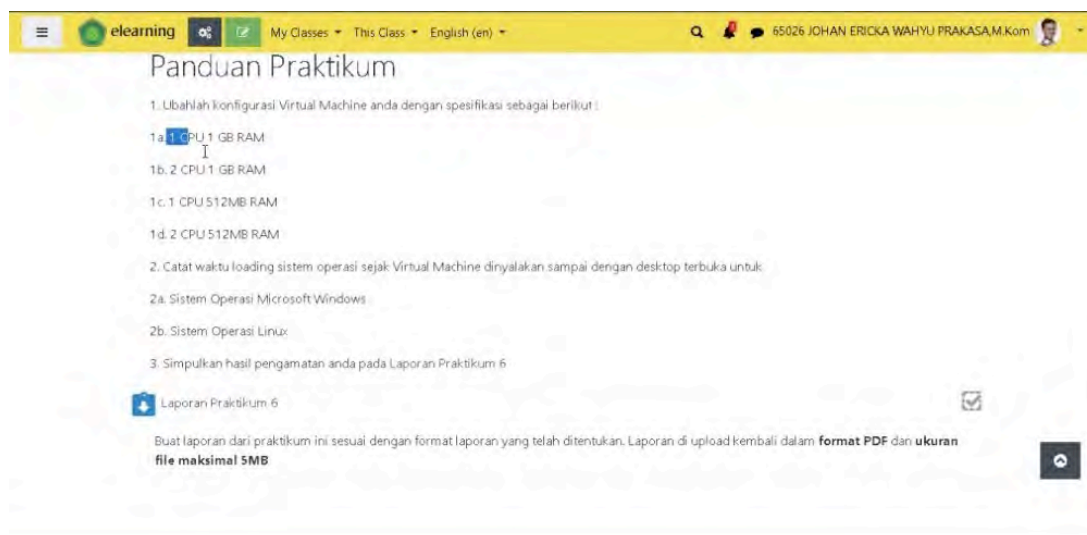 elearning My Classes This Class English (en) 65026 JOHAN ERICKA WAHYU PRAKASA,M.Kom
Panduan Praktikum
1. Ubahlah konfigurasi Virtual Machine anda dengan spesifikasi sebagai berikut :
1a. 1 CPU 1 GB RAM
1b. 2 CPU 1 GB RAM
1c. 1 CPU 512MB RAM
1d. 2 CPU 512MB RAM
2. Catat waktu loading sistem operasi sejak Virtual Machine dinyalakan sampai dengan desktop terbuka untuk
2a. Sistem Operasi Microsoft Windows
2b. Sistem Operasi Linux
3. Simpulkan hasil pengamatan anda pada Laporan Praktikum 6
Laporan Praktikum 6
Buat laporan dari praktikum ini sesuai dengan format laporan yang telah ditentukan. Laporan di upload kembali dalam format PDF dan ukuran
file maksimal 5MB